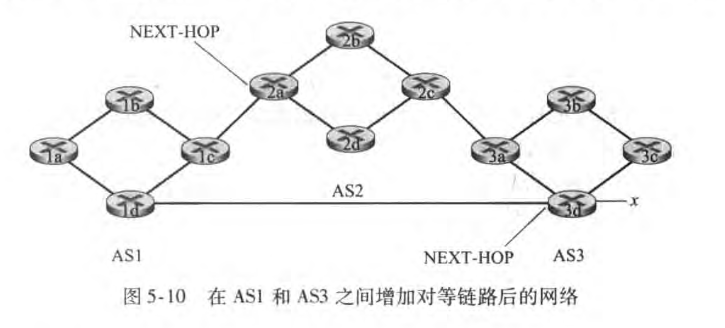 NEXT-HOP
2b
2a
2c
1b
3b
2d
1a
1c
3a
3c
AS2
1d
3d
x
AS1
NEXT-HOP
AS3
图 5-10 在 AS1 和 AS3 之间增加对等链路后的网络